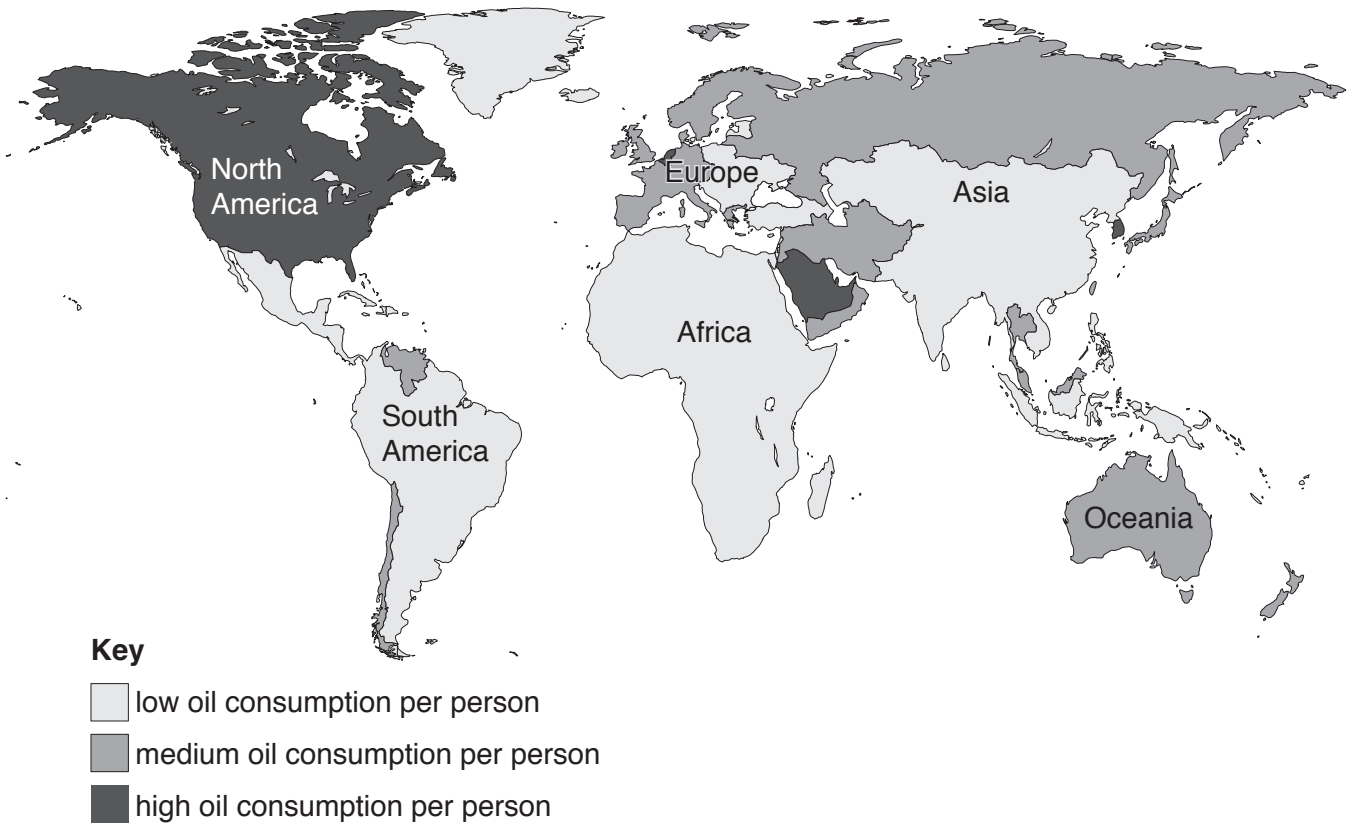 North
America
Europe
Asia
Africa
South
America
Oceania
Key
low oil consumption per person
medium oil consumption per person
high oil consumption per person